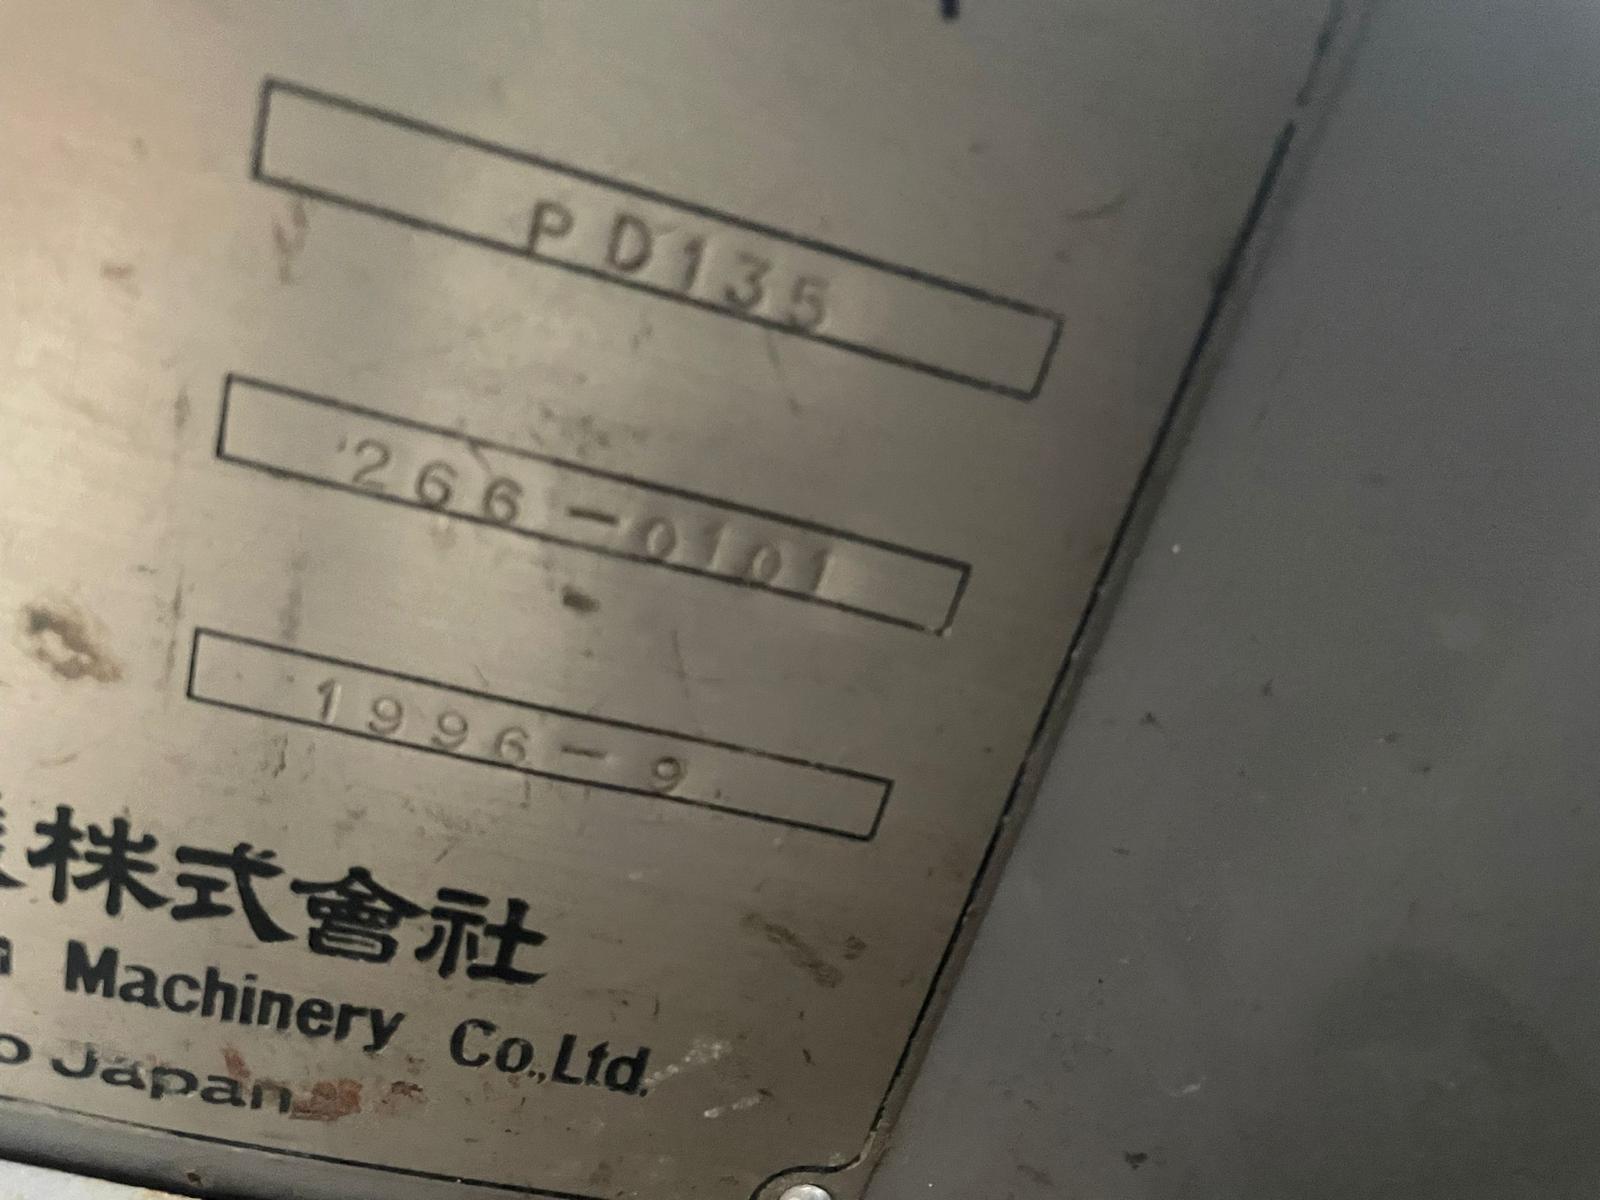 PD135
266-0101
1996-9
株式會社
Machinery Co.,Ltd.
Japan